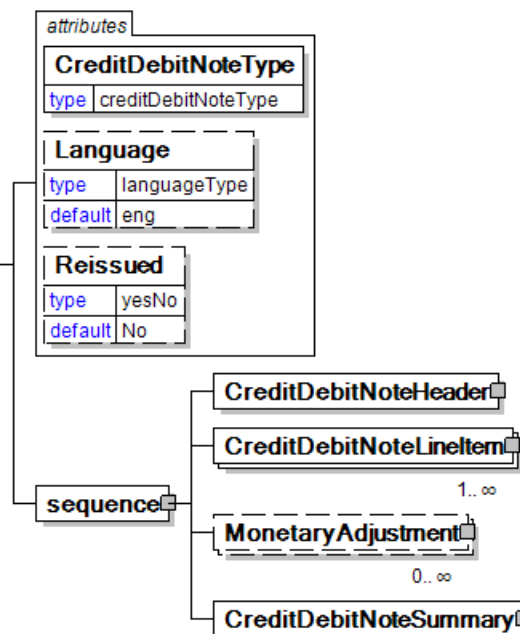 attributes
CreditDebitNoteType
type creditDebitNoteType
Language
type languageType
default eng
Reissued
type yesNo
default No
CreditDebitNoteHeader
CreditDebitNoteLineItem
1.. ∞
sequence
MonetaryAdjustment
0.. ∞
CreditDebitNoteSummary